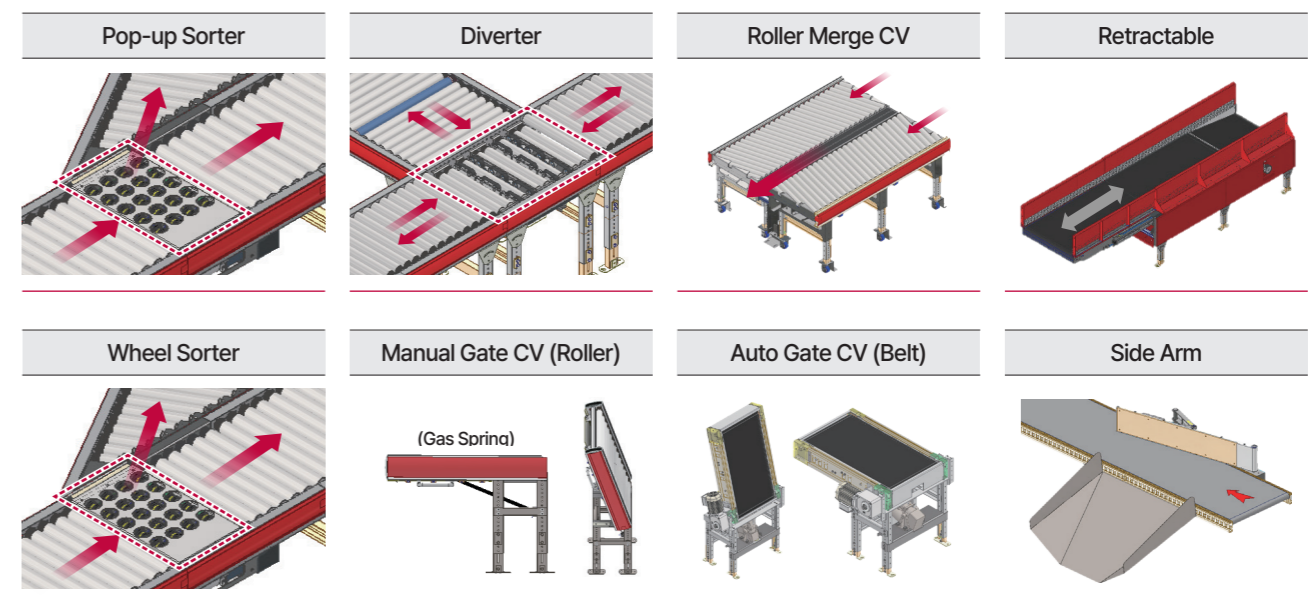 Pop-up Sorter
Diverter
Roller Merge CV
Retractable
Wheel Sorter
Manual Gate CV (Roller)
Auto Gate CV (Belt)
Side Arm
(Gas Spring)